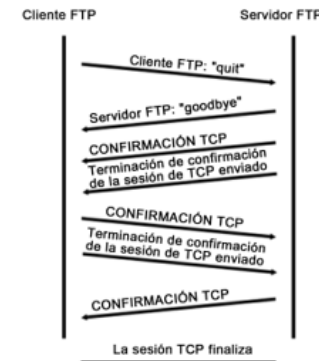 Cliente FTP
Servidor FTP
Cliente FTP: "quit"
Servidor FTP: "goodbye"
CONFIRMACIÓN TCP
Terminación de confirmación
de la sesión de TCP enviado
CONFIRMACIÓN TCP
Terminación de confirmación
de la sesión de TCP enviado
CONFIRMACIÓN TCP
La sesión TCP finaliza